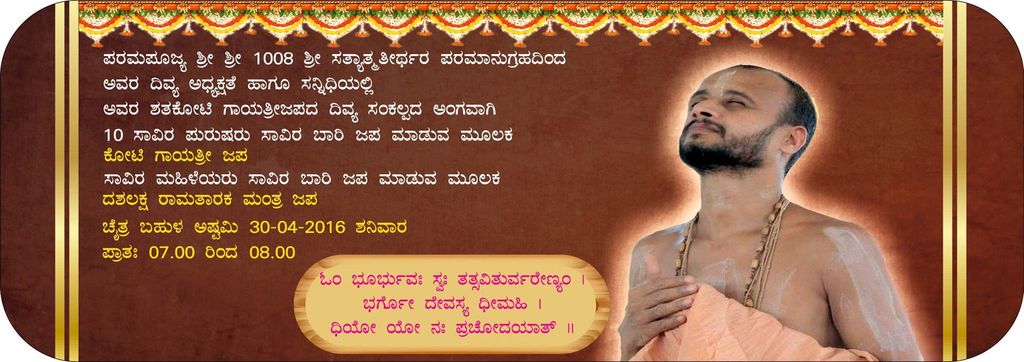 ಪರಮಪೂಜ್ಯ ಶ್ರೀ ಶ್ರೀ 1008 ಶ್ರೀ ಸತ್ಯಾತ್ಮತೀರ್ಥರ ಪರಮಾನುಗ್ರಹದಿಂದ
ಅವರ ದಿವ್ಯ ಅಧ್ಯಕ್ಷತೆ ಹಾಗೂ ಸನ್ನಿಧಿಯಲ್ಲಿ
ಅವರ ಶತಕೋಟಿ ಗಾಯತ್ರೀಜಪದ ದಿವ್ಯ ಸಂಕಲ್ಪದ ಅಂಗವಾಗಿ
10 ಸಾವಿರ ಪುರುಷರು ಸಾವಿರ ಬಾರಿ ಜಪ ಮಾಡುವ ಮೂಲಕ
ಕೋಟಿ ಗಾಯತ್ರೀ ಜಪ
ಸಾವಿರ ಮಹಿಳೆಯರು ಸಾವಿರ ಬಾರಿ ಜಪ ಮಾಡುವ ಮೂಲಕ
ದಶಲಕ್ಷ ರಾಮತಾರಕ ಮಂತ್ರ ಜಪ
ಚೈತ್ರ ಬಹುಳ ಅಷ್ಟಮಿ 30-04-2016 ಶನಿವಾರ
ಪ್ರಾತಃ 07.00 ರಿಂದ 08.00
ಓಂ ಭೂರ್ಭುವಃ ಸ್ವಃ ತತ್ಸವಿತುರ್ವರೇಣ್ಯಂ ।
ಭರ್ಗೋ ದೇವಸ್ಯ ಧೀಮಹಿ ।
ಧಿಯೋ ಯೋ ನಃ ಪ್ರಚೋದಯಾತ್ ॥